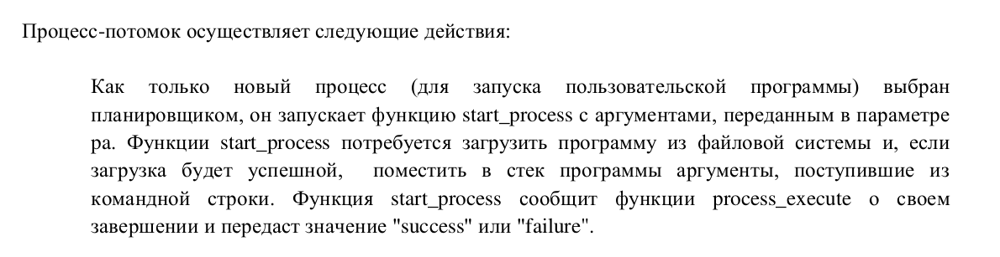 Процесс-потомок осуществляет следующие действия:
Как только новый процесс (для запуска пользовательской программы) выбран
планировщиком, он запускает функцию start_process с аргументами, переданным в параметре
pa. Функции start_process потребуется загрузить программу из файловой системы и, если
загрузка будет успешной, поместить в стек программы аргументы, поступившие из
командной строки. Функция start_process сообщит функции process_execute о своем
завершении и передаст значение "success" или "failure".